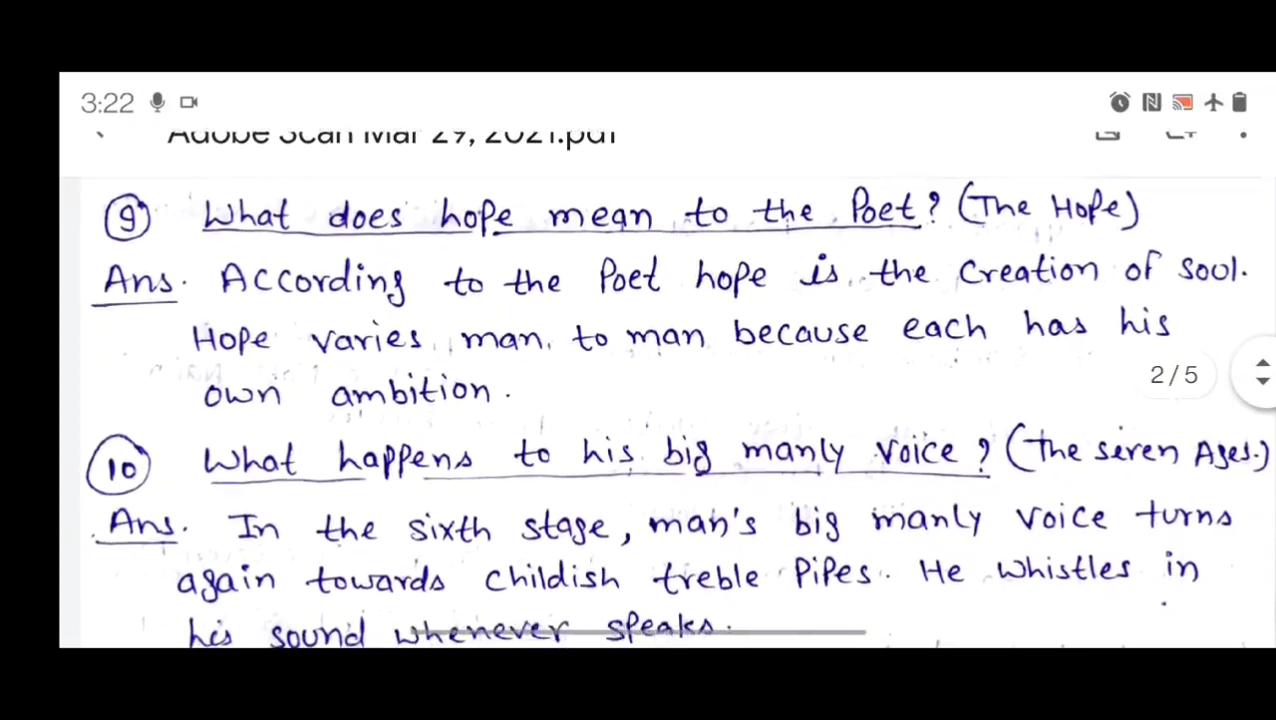 3:22
Adobe Scan Mar 29, 2021.pdf
9 What does hope mean to the Poet? (The Hope)
Ans. According to the Poet hope is the Creation of soul.
Hope varies man to man because each has his
own ambition.
2/5
10 What happens to his big manly voice? (The seven Ages.)
Ans. In the sixth stage, man's big manly voice turns
again towards childish treble Pipes. He whistles in
his sound whenever speaks.